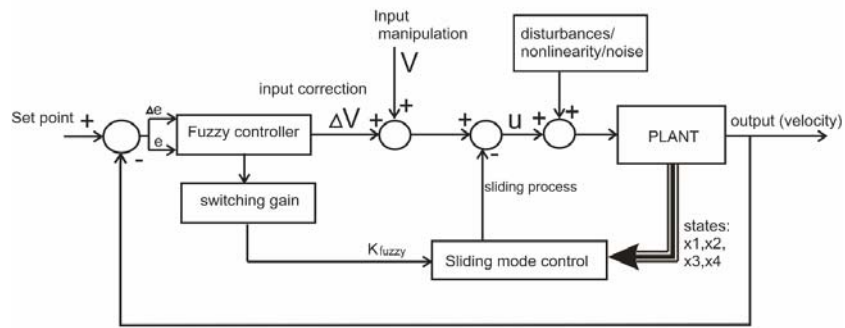 Input
manipulation
V
disturbances/
nonlinearity/noise
input correction
Set point
+
-
Δe
e
Fuzzy controller
ΔV
+
+
+
-
u
+
+
PLANT
output (velocity)
switching gain
sliding process
Kfuzzy
Sliding mode control
states:
x1,x2,
x3,x4